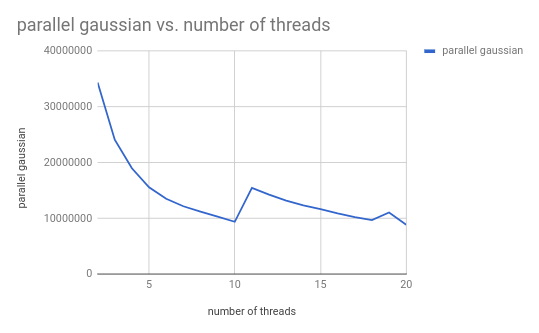 parallel gaussian vs. number of threads
40000000
30000000
20000000
10000000
0
parallel gaussian
5
10
15
20
number of threads
parallel gaussian